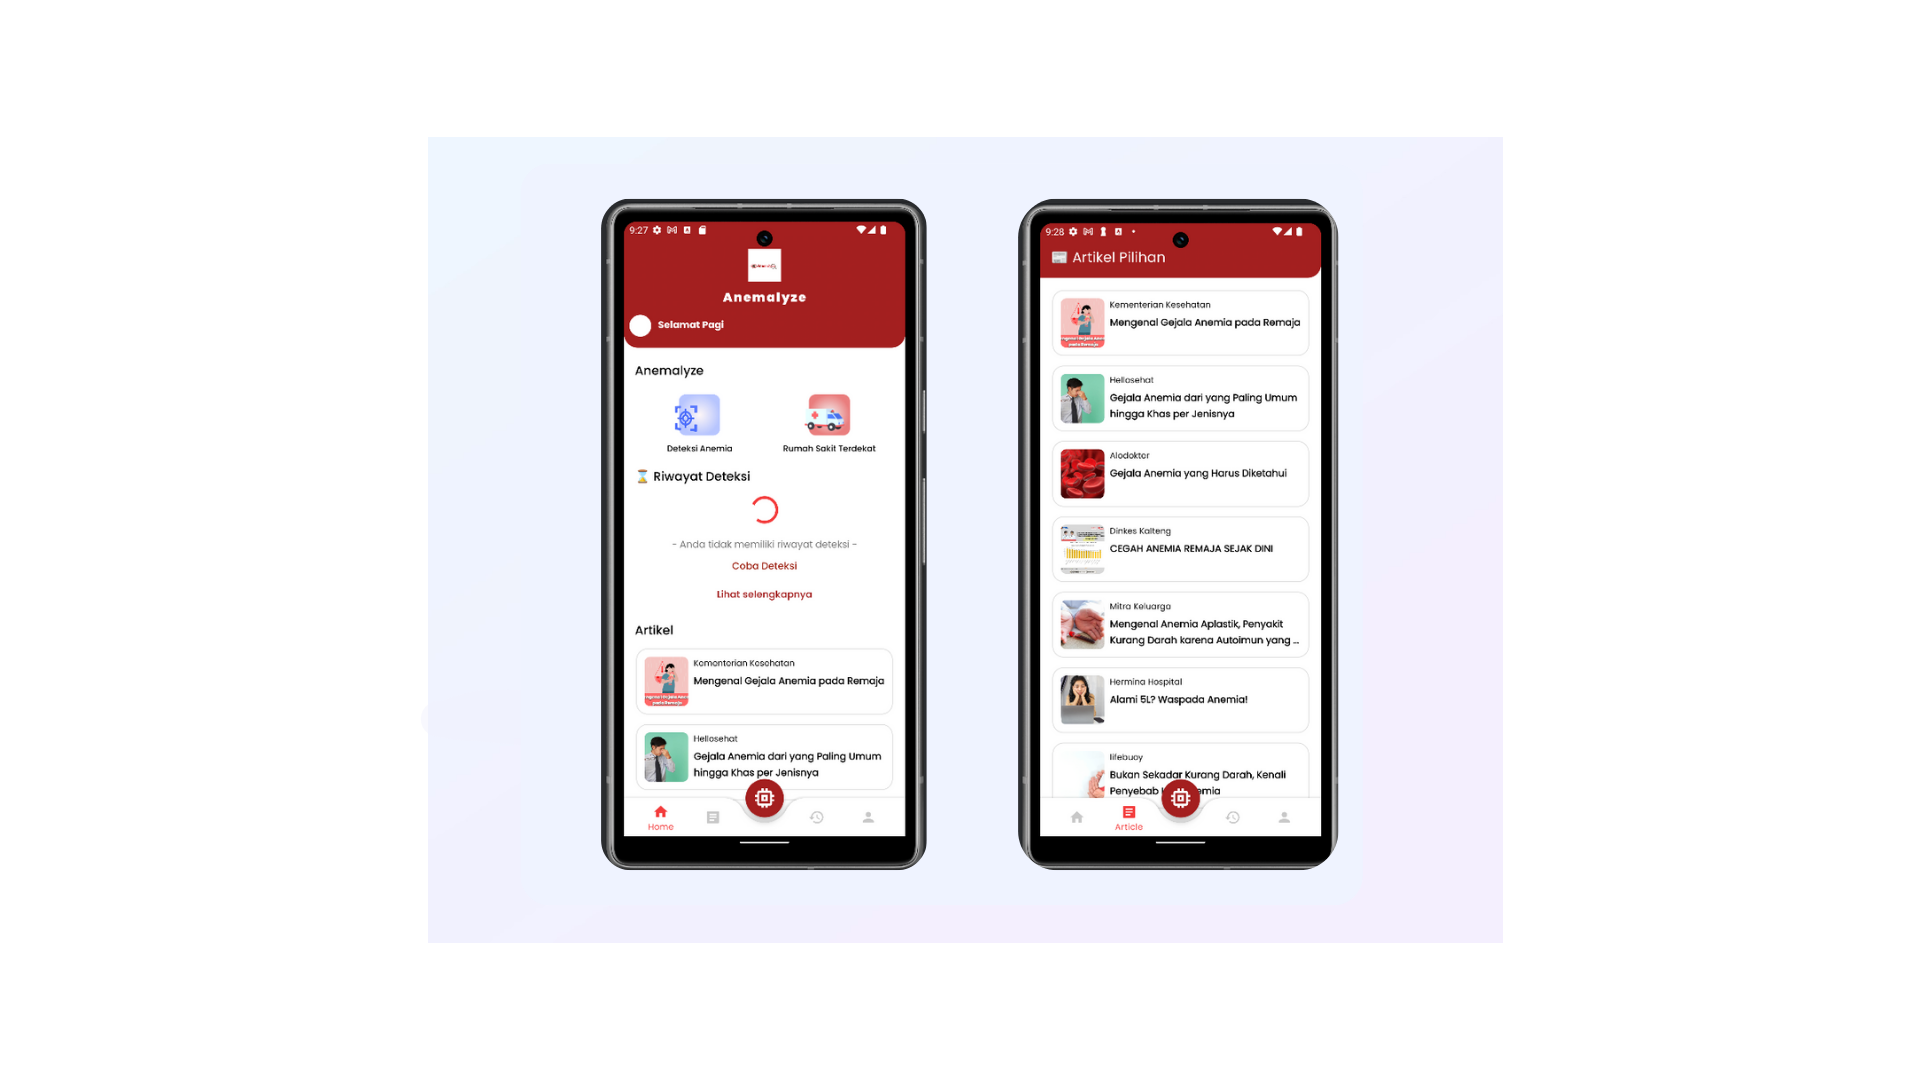 9:27
Anemalyze
Selamat Pagi
Anemalyze
Deteksi Anemia
Rumah Sakit Terdekat
Riwayat Deteksi
- Anda tidak memiliki riwayat deteksi -
Coba Deteksi
Lihat selengkapnya
Artikel
Kementerian Kesehatan
Mengenal Gejala Anemia pada Remaja
Hellosehat
Gejala Anemia dari yang Paling Umum
hingga Khas per Jenisnya
Home
9:28
Artikel Pilihan
Kementerian Kesehatan
Mengenal Gejala Anemia pada Remaja
Hellosehat
Gejala Anemia dari yang Paling Umum
hingga Khas per Jenisnya
Alodoktor
Gejala Anemia yang Harus Diketahui
Dinkes Kalteng
CEGAH ANEMIA REMAJA SEJAK DINI
Mitra Keluarga
Mengenal Anemia Aplastik, Penyakit
Kurang Darah karena Autoimun yang ...
Hermina Hospital
Alami 5L? Waspada Anemia!
lifebuoy
Bukan Sekadar Kurang Darah, Kenali
Penyebab
Article